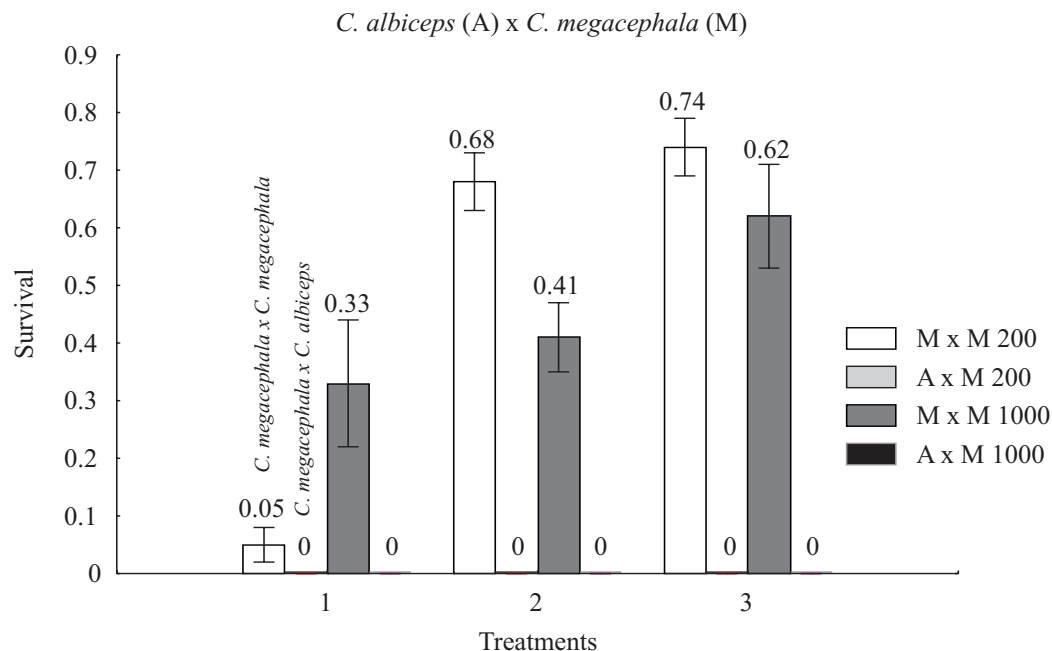 C. albiceps (A) x C. megacephala (M)
0.9
0.8
0.7
0.6
0.5
0.4
0.3
0.2
0.1
0
Survival
C. megacephala x C. megacephala
C. megacephala x C. albiceps
0.05
0
0.33
0
0.68
0
0.41
0
0.74
0
0.62
0
1
2
3
Treatments
M x M 200
A x M 200
M x M 1000
A x M 1000